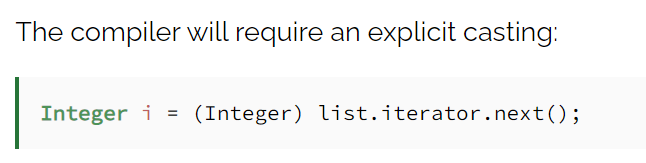 The compiler will require an explicit casting:
Integer i = (Integer) list.iterator.next();